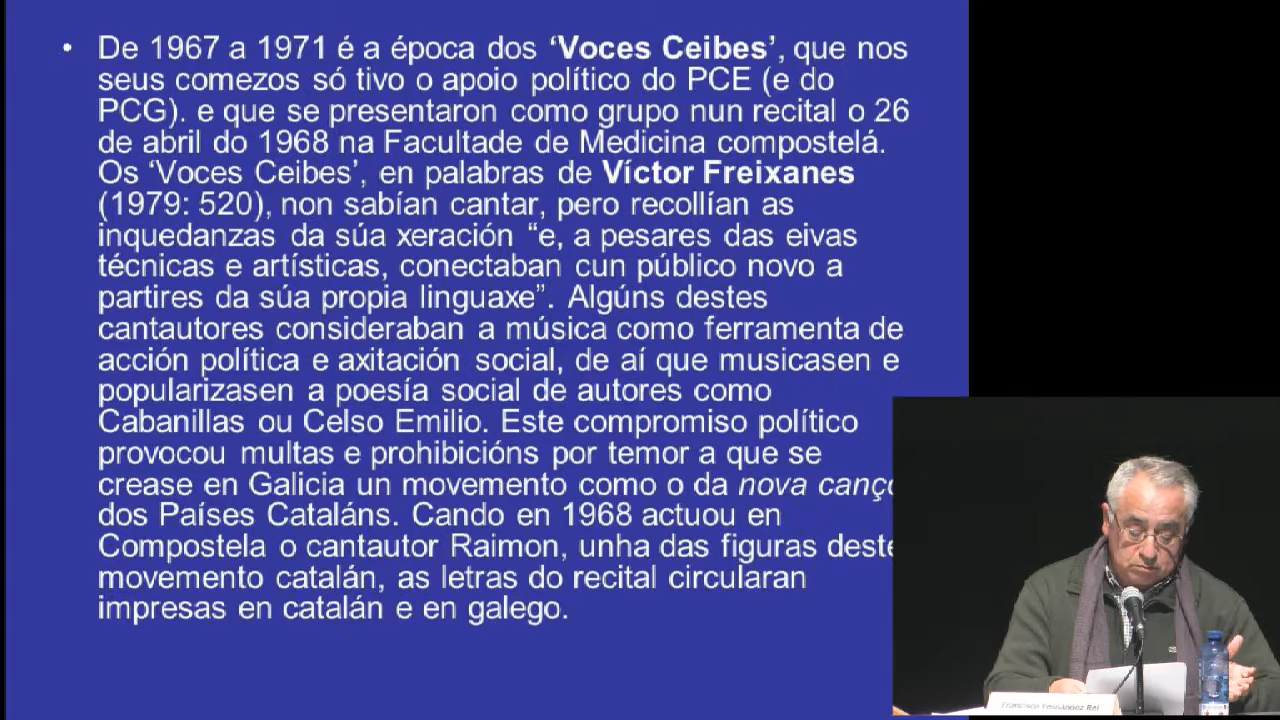 • De 1967 a 1971 é a época dos ‘Voces Ceibes’, que nos
seus comezos só tivo o apoio político do PCE (e do
PCG). e que se presentaron como grupo nun recital o 26
de abril do 1968 na Facultade de Medicina compostelá.
Os ‘Voces Ceibes’, en palabras de Víctor Freixanes
(1979: 520), non sabían cantar, pero recollían as
inquedanzas da súa xeración “e, a pesares das eivas
técnicas e artísticas, conectaban cun público novo a
partires da súa propia linguaxe”. Algúns destes
cantautores consideraban a música como ferramenta de
acción política e axitación social, de aí que musicasen e
popularizasen a poesía social de autores como
Cabanillas ou Celso Emilio. Este compromiso político
provocou multas e prohibicións por temor a que se
crease en Galicia un movemento como o da nova canço
dos Países Cataláns. Cando en 1968 actuou en
Compostela o cantautor Raimon, unha das figuras deste
movemento catalán, as letras do recital circularan
impresas en catalán e en galego.
Francisco Fernández Rei